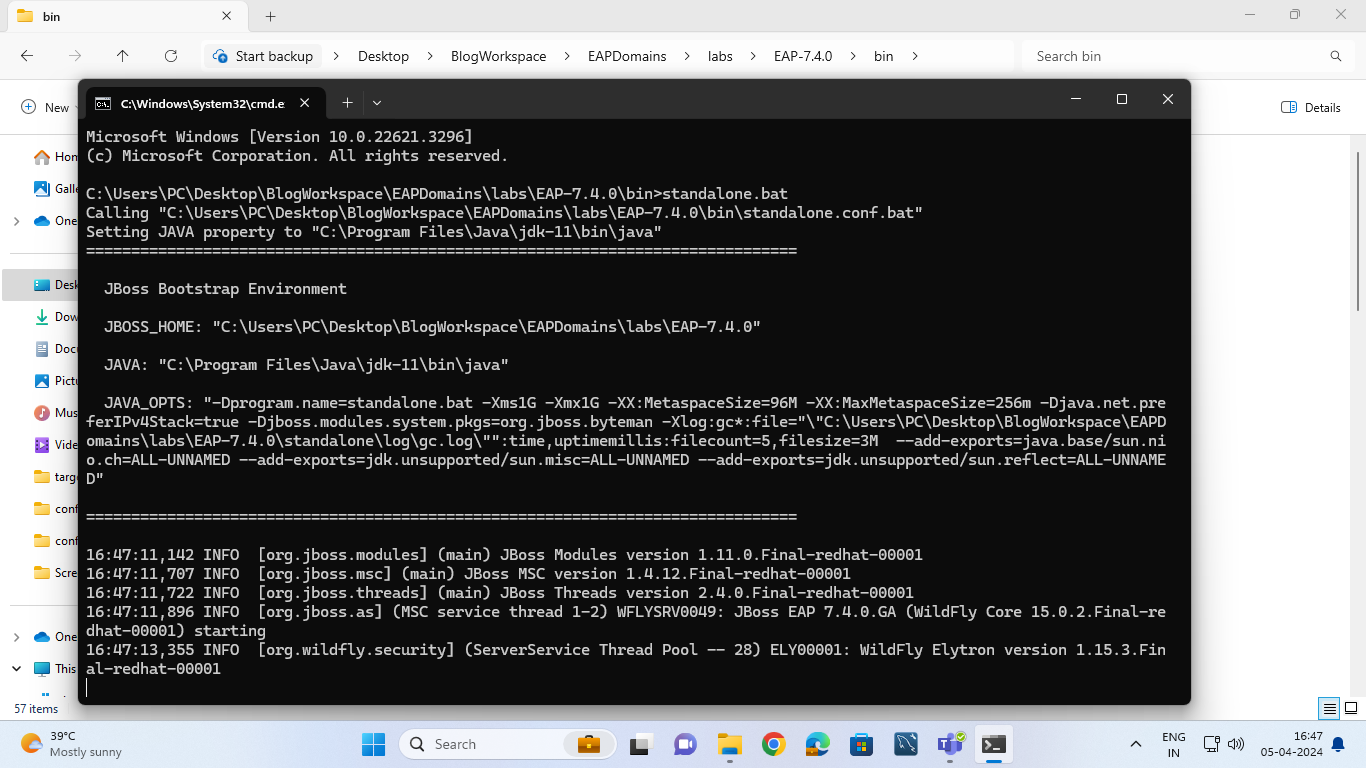 bin
Start backup > Desktop > BlogWorkspace > EAPDomains > labs > EAP-7.4.0 > bin >
Search bin
New
Details
C:\Windows\System32\cmd.e
Microsoft Windows [Version 10.0.22621.3296]
(c) Microsoft Corporation. All rights reserved.
C:\Users\PC\Desktop\BlogWorkspace\EAPDomains\labs\EAP-7.4.0\bin>standalone.bat
Calling "C:\Users\PC\Desktop\BlogWorkspace\EAPDomains\labs\EAP-7.4.0\bin\standalone.conf.bat"
Setting JAVA property to "C:\Program Files\Java\jdk-11\bin\java"
===============================================================================
JBoss Bootstrap Environment
JBOSS_HOME: "C:\Users\PC\Desktop\BlogWorkspace\EAPDomains\labs\EAP-7.4.0"
JAVA: "C:\Program Files\Java\jdk-11\bin\java"
JAVA_OPTS: "-Dprogram.name=standalone.bat -Xms1G -Xmx1G -XX:MetaspaceSize=96M -XX:MaxMetaspaceSize=256m -Djava.net.pre
ferIPv4Stack=true -Djboss.modules.system.pkgs=org.jboss.byteman -Xlog:gc*:file="\"C:\Users\PC\Desktop\BlogWorkspace\EAPD
omains\labs\EAP-7.4.0\standalone\log\gc.log\"":time,uptimemillis:filecount=5,filesize=3M  --add-exports=java.base/sun.ni
o.ch=ALL-UNNAMED --add-exports=jdk.unsupported/sun.misc=ALL-UNNAMED --add-exports=jdk.unsupported/sun.reflect=ALL-UNNAME
D"
===============================================================================
16:47:11,142 INFO  [org.jboss.modules] (main) JBoss Modules version 1.11.0.Final-redhat-00001
16:47:11,707 INFO  [org.jboss.msc] (main) JBoss MSC version 1.4.12.Final-redhat-00001
16:47:11,722 INFO  [org.jboss.threads] (main) JBoss Threads version 2.4.0.Final-redhat-00001
16:47:11,896 INFO  [org.jboss.as] (MSC service thread 1-2) WFLYSRV0049: JBoss EAP 7.4.0.GA (WildFly Core 15.0.2.Final-re
dhat-00001) starting
16:47:13,355 INFO  [org.wildfly.security] (ServerService Thread Pool -- 28) ELY00001: WildFly Elytron version 1.15.3.Fin
al-redhat-00001
Hon
Galle
One
Desk
Dow
Docu
Pictu
Mus
Vide
targ
conf
conf
Scre
One
This
57 items
39°C
Mostly sunny
Search
ENG
IN
16:47
05-04-2024